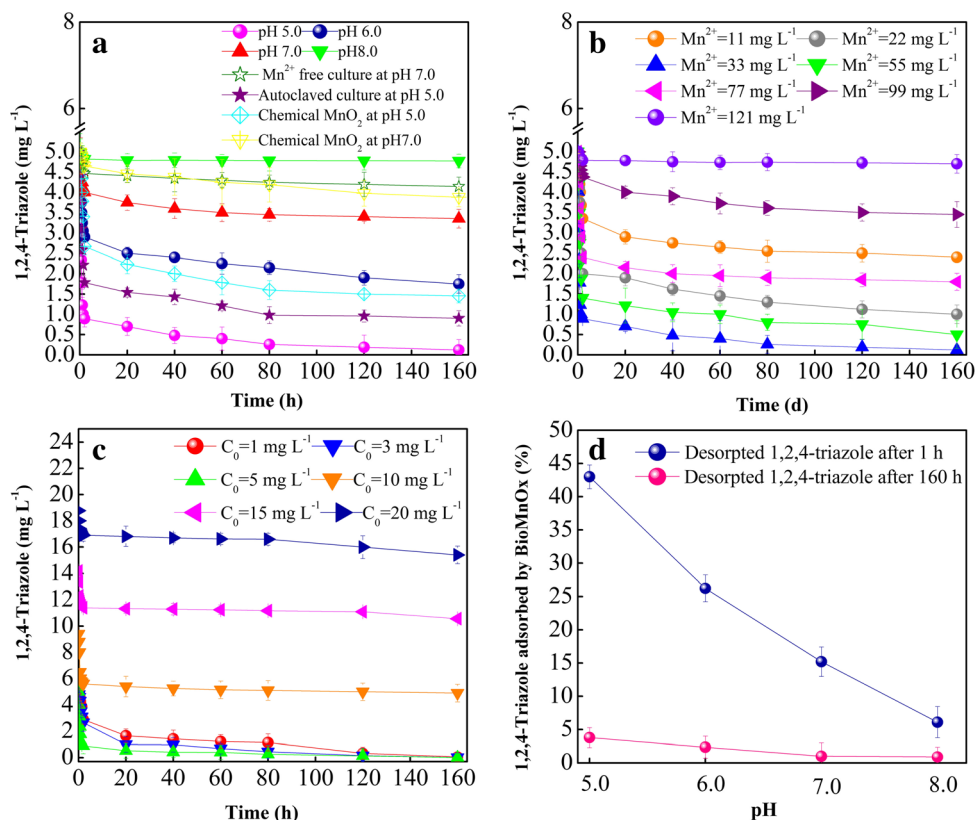 a
pH 5.0 pH 6.0
pH 7.0 pH8.0
Mn2+ free culture at pH 7.0
Autoclaved culture at pH 5.0
Chemical MnO2 at pH 5.0
Chemical MnO2 at pH7.0
8
6
5.0
4.5
4.0
3.5
3.0
2.5
2.0
1.5
1.0
0.5
0.0
1,2,4-Triazole (mg L-1)
20 40 60 80 100 120 140 160
Time (h)
b
Mn2+=11 mg L-1 Mn2+=22 mg L-1
Mn2+=33 mg L-1 Mn2+=55 mg L-1
Mn2+=77 mg L-1 Mn2+=99 mg L-1
Mn2+=121 mg L-1
8
6
5.0
4.5
4.0
3.5
3.0
2.5
2.0
1.5
1.0
0.5
0.0
1,2,4-Triazole (mg L-1)
0 20 40 60 80 100 120 140 160
Time (d)
c
C0=1 mg L-1 C0=3 mg L-1
C0=5 mg L-1 C0=10 mg L-1
C0=15 mg L-1 C0=20 mg L-1
24
22
20
18
16
14
12
10
8
6
4
2
0
1,2,4-Triazole (mg L-1)
0 20 40 60 80 100 120 140 160
Time (h)
d
Desorpted 1,2,4-triazole after 1 h
Desorpted 1,2,4-triazole after 160 h
50
45
40
35
30
25
20
15
10
5
0
1,2,4-Triazole adsorbed by BioMnOx (%)
5.0 6.0 7.0 8.0
pH